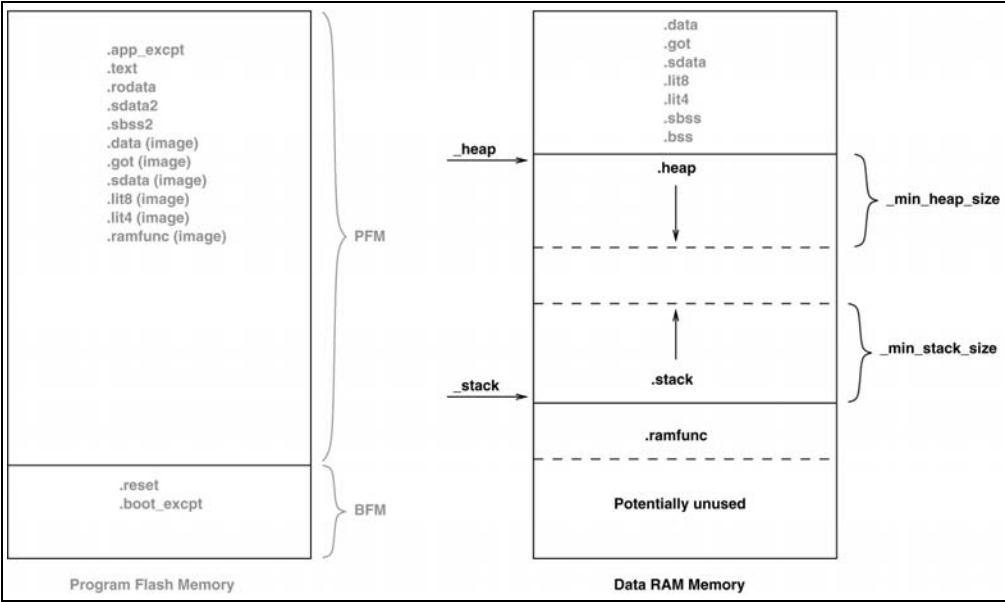 .app_excpt
.text
.rodata
.sdata2
.sbss2
.data (image)
.got (image)
.sdata (image)
.lit8 (image)
.lit4 (image)
.ramfunc (image)
PFM
.reset
.boot_excpt
BFM
Program Flash Memory
.data
.got
.sdata
.lit8
.lit4
.sbss
.bss
_heap
.heap
_min_heap_size
_min_stack_size
.stack
_stack
.ramfunc
Potentially unused
Data RAM Memory